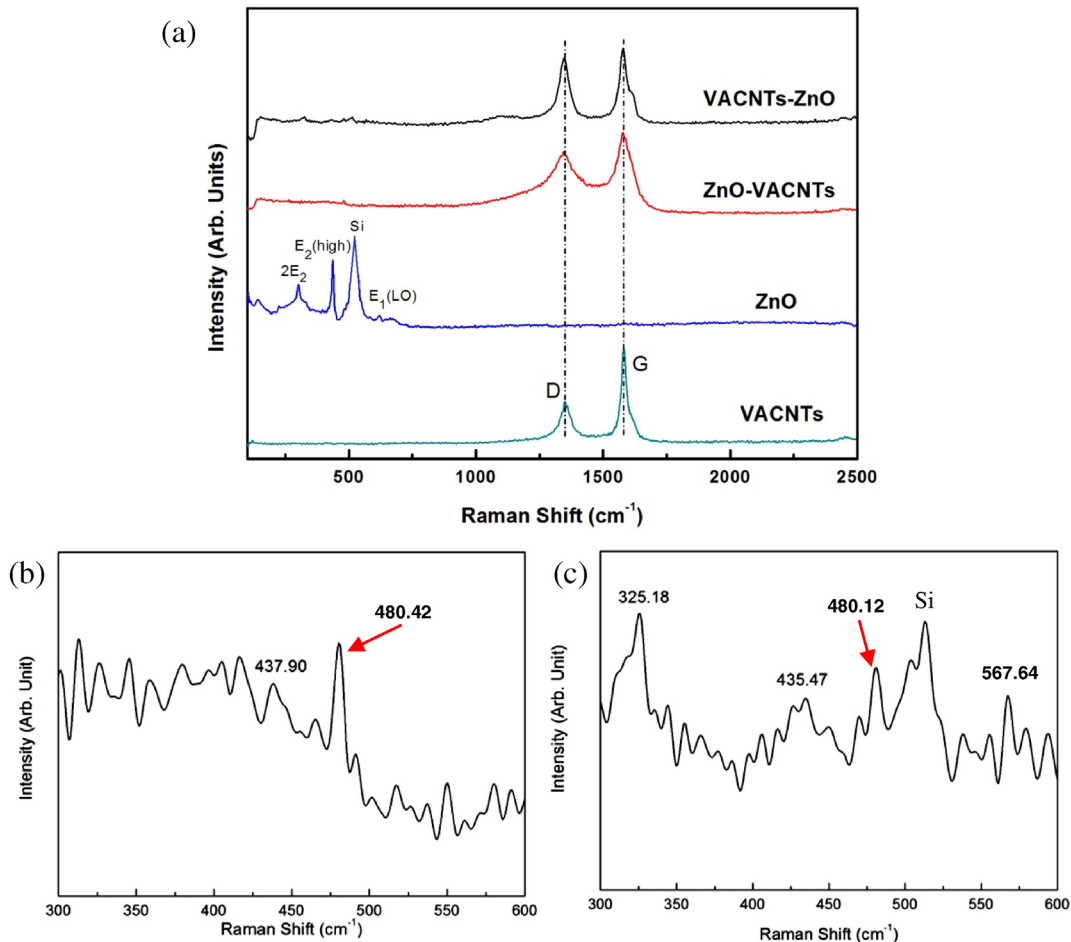 (a)
Intensity (Arb. Units)
VACNTs-ZnO
ZnO-VACNTs
Si
E₂(high)
2E₂
E₁(LO)
ZnO
D
G
VACNTs
500 1000 1500 2000 2500
Raman Shift (cm⁻¹)
(b)
Intensity (Arb. Unit)
480.42
437.90
300 350 400 450 500 550 600
Raman Shift (cm⁻¹)
(c)
Intensity (Arb. Unit)
325.18
480.12
Si
435.47
567.64
300 350 400 450 500 550 600
Raman Shift (cm⁻¹)